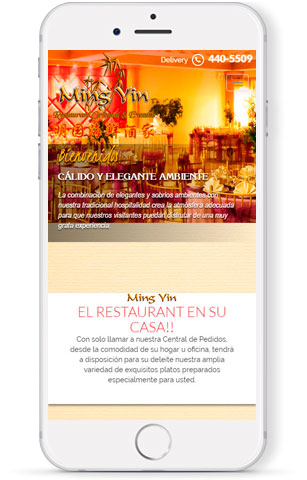 Delivery 440-5509
Ming Yin
bienvenido
CÁLIDO Y ELEGANTE AMBIENTE
La combinación de elegantes y sobrios ambientes con
nuestra tradicional hospitalidad crea la atmósfera adecuada
para que nuestros visitantes puedan disfrutar de una muy
grata experiencia
Ming Yin
EL RESTAURANT EN SU
CASA!!
Con solo llamar a nuestra Central de Pedidos,
desde la comodidad de su hogar u oficina, tendrá
a disposición para su deleite nuestra amplia
variedad de exquisitos platos preparados
especialmente para usted.